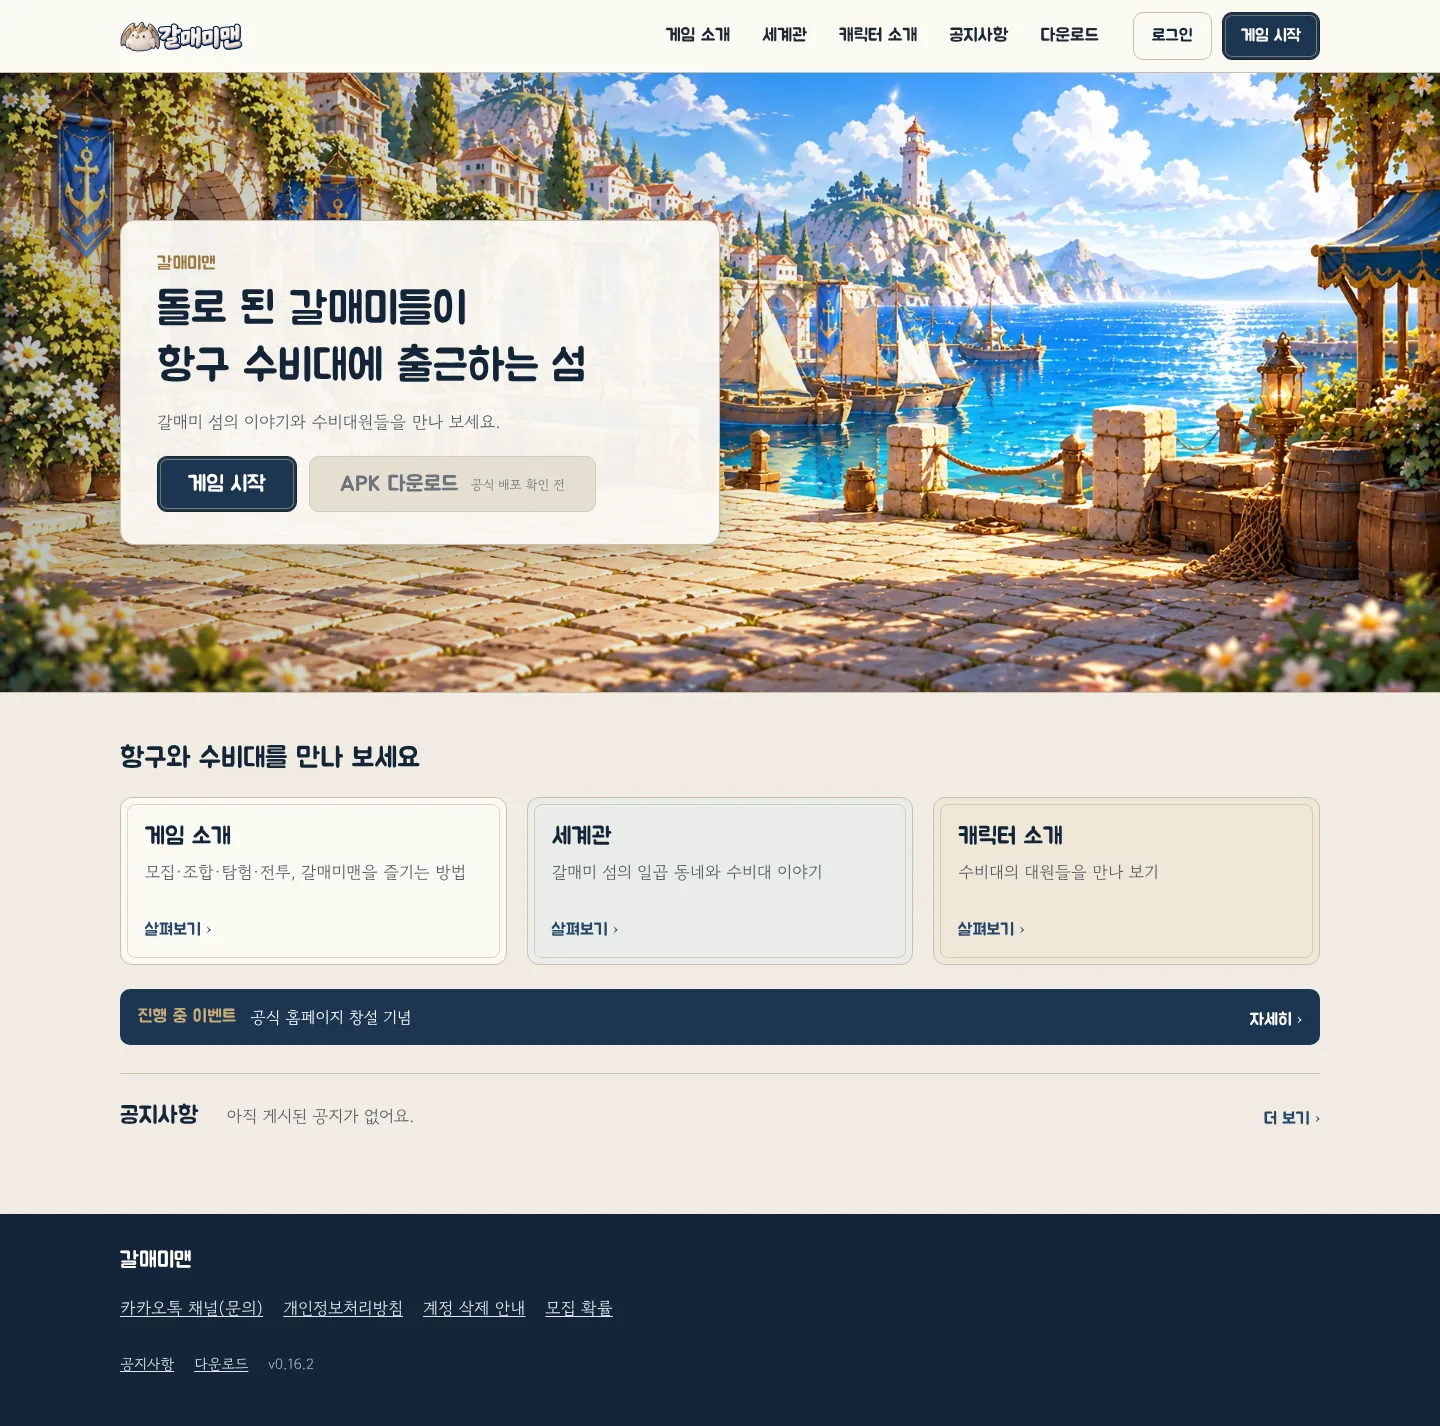 갈매미맨
게임 소개 세계관 캐릭터 소개 공지사항 다운로드 로그인 게임 시작
갈매미맨
돌로 된 갈매미들이
항구 수비대에 출근하는 섬
갈매미 섬의 이야기와 수비대원들을 만나 보세요.
게임 시작 APK 다운로드 공식 배포 확인 전
항구와 수비대를 만나 보세요
게임 소개
모집·조합·탐험·전투, 갈매미맨을 즐기는 방법
살펴보기 ›
세계관
갈매미 섬의 일곱 동네와 수비대 이야기
살펴보기 ›
캐릭터 소개
수비대의 대원들을 만나 보기
살펴보기 ›
진행 중 이벤트 공식 홈페이지 창설 기념 자세히 ›
공지사항 아직 게시된 공지가 없어요. 더 보기 ›
갈매미맨
카카오톡 채널(문의) 개인정보처리방침 계정 삭제 안내 모집 확률
공지사항 다운로드 v0.16.2